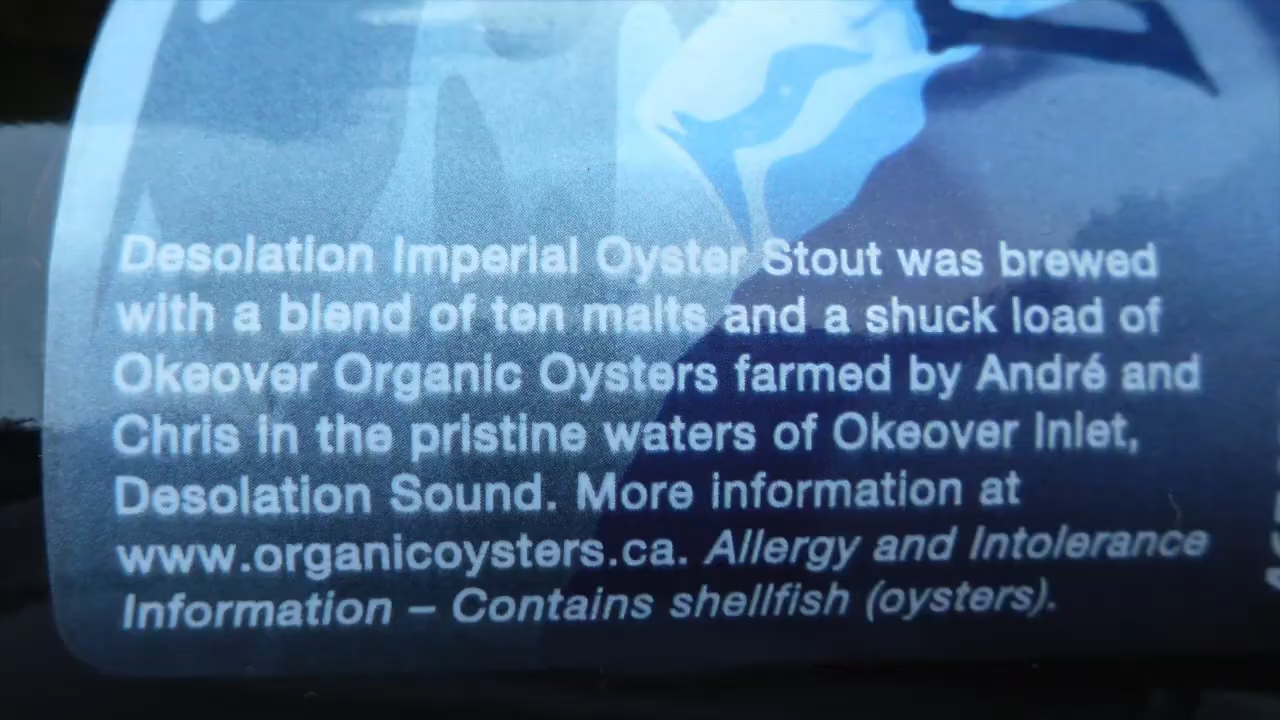 Desolation Imperial Oyster Stout was brewed
with a blend of ten malts and a shuck load of
Okeover Organic Oysters farmed by André and
Chris in the pristine waters of Okeover Inlet,
Desolation Sound. More information at
www.organicoysters.ca. Allergy and Intolerance
Information – Contains shellfish (oysters).